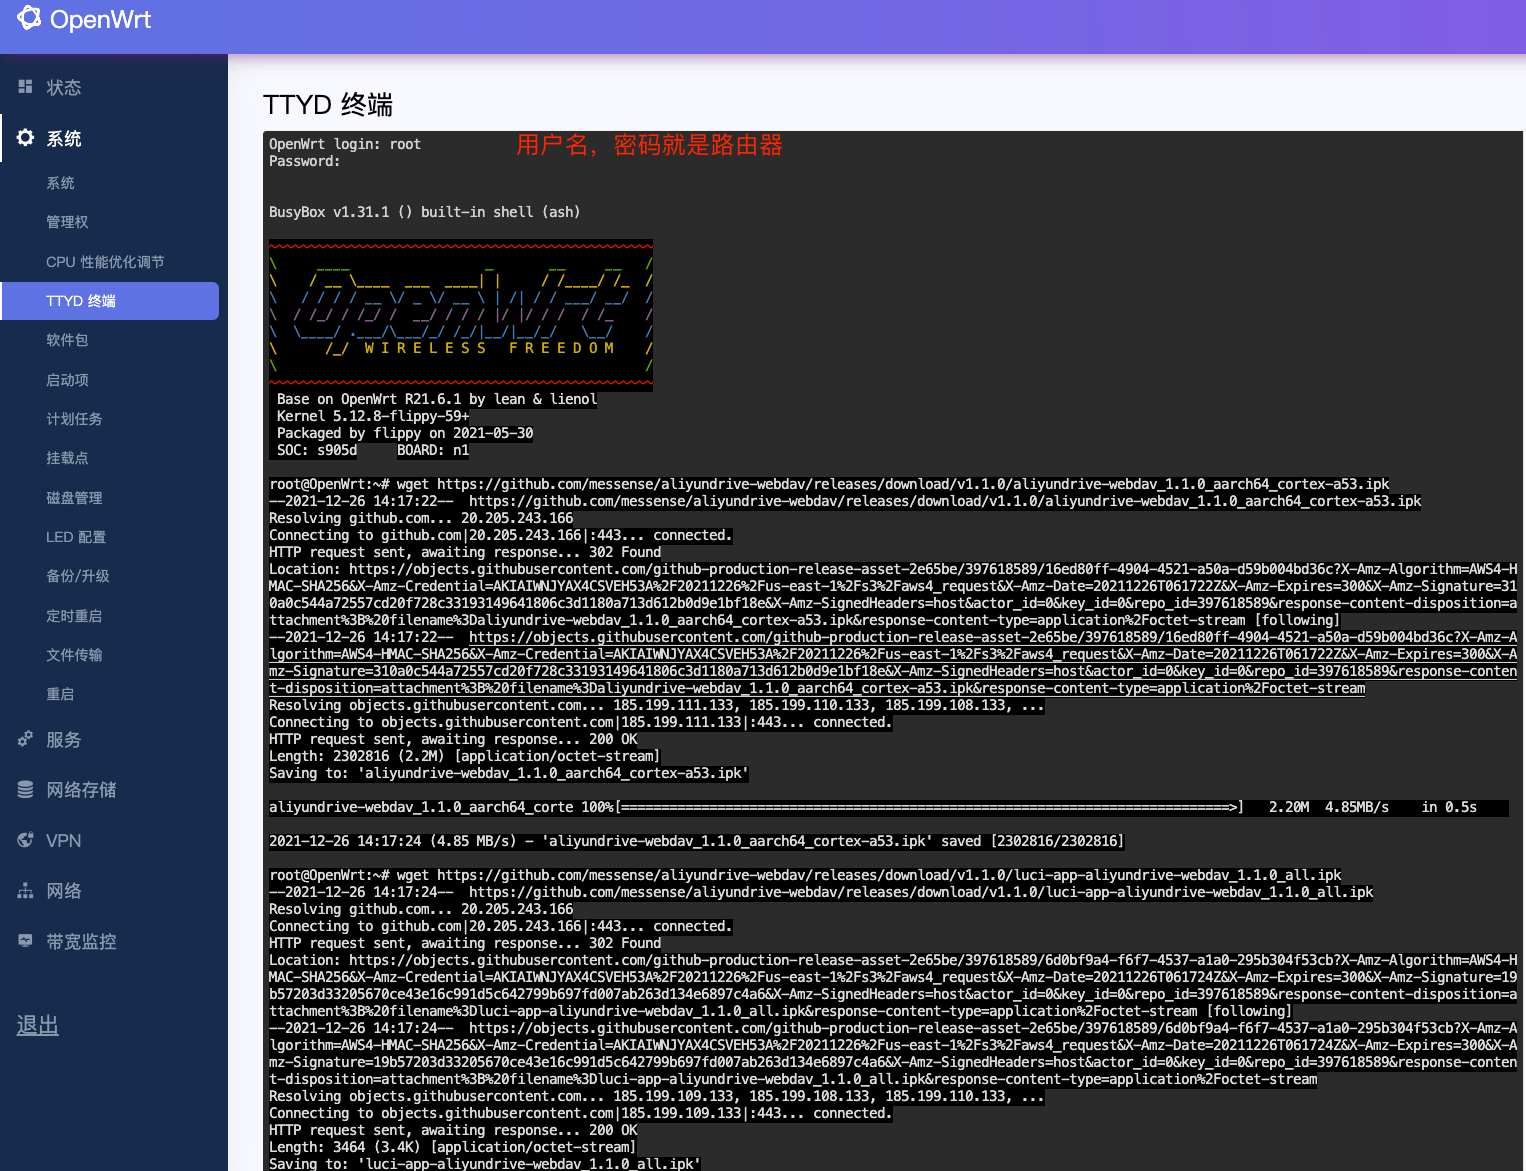 OpenWrt
状态
系统
系统
管理权
CPU 性能优化调节
TTYD 终端
软件包
启动项
计划任务
挂载点
磁盘管理
LED 配置
备份/升级
定时重启
文件传输
重启
服务
网络存储
VPN
网络
带宽监控
退出
TTYD 终端
OpenWrt login: root
用户名，密码就是路由器
Password:
BusyBox v1.31.1 () built-in shell (ash)
W I R E L E S S   F R E E D O M
Base on OpenWrt R21.6.1 by lean & lienol
Kernel 5.12.8-flippy-59+
Packaged by flippy on 2021-05-30
SOC: s905d     BOARD: n1
root@OpenWrt:~# wget https://github.com/messense/aliyundrive-webdav/releases/download/v1.1.0/aliyundrive-webdav_1.1.0_aarch64_cortex-a53.ipk
--2021-12-26 14:17:22--  https://github.com/messense/aliyundrive-webdav/releases/download/v1.1.0/aliyundrive-webdav_1.1.0_aarch64_cortex-a53.ipk
Resolving github.com... 20.205.243.166
Connecting to github.com|20.205.243.166|:443... connected.
HTTP request sent, awaiting response... 302 Found
Location: https://objects.githubusercontent.com/github-production-release-asset-2e65be/397618589/16ed80ff-4904-4521-a50a-d59b004bd36c?X-Amz-Algorithm=AWS4-H
MAC-SHA256&X-Amz-Credential=AKIAIWNJYAX4CSVEH53A%2F20211226%2Fus-east-1%2Fs3%2Faws4_request&X-Amz-Date=20211226T061722Z&X-Amz-Expires=300&X-Amz-Signature=31
0a0c544a72557cd20f728c33193149641806c3d1180a713d612b0d9e1bf18e&X-Amz-SignedHeaders=host&actor_id=0&key_id=0&repo_id=397618589&response-content-disposition=a
ttachment%3B%20filename%3Daliyundrive-webdav_1.1.0_aarch64_cortex-a53.ipk&response-content-type=application%2Foctet-stream [following]
--2021-12-26 14:17:22--  https://objects.githubusercontent.com/github-production-release-asset-2e65be/397618589/16ed80ff-4904-4521-a50a-d59b004bd36c?X-Amz-A
lgorithm=AWS4-HMAC-SHA256&X-Amz-Credential=AKIAIWNJYAX4CSVEH53A%2F20211226%2Fus-east-1%2Fs3%2Faws4_request&X-Amz-Date=20211226T061722Z&X-Amz-Expires=300&X-A
mz-Signature=310a0c544a72557cd20f728c33193149641806c3d1180a713d612b0d9e1bf18e&X-Amz-SignedHeaders=host&actor_id=0&key_id=0&repo_id=397618589&response-conten
t-disposition=attachment%3B%20filename%3Daliyundrive-webdav_1.1.0_aarch64_cortex-a53.ipk&response-content-type=application%2Foctet-stream
Resolving objects.githubusercontent.com... 185.199.111.133, 185.199.110.133, 185.199.108.133, ...
Connecting to objects.githubusercontent.com|185.199.111.133|:443... connected.
HTTP request sent, awaiting response... 200 OK
Length: 2302816 (2.2M) [application/octet-stream]
Saving to: 'aliyundrive-webdav_1.1.0_aarch64_cortex-a53.ipk'
aliyundrive-webdav_1.1.0_aarch64_corte 100%[============================================================================>]   2.20M  4.85MB/s    in 0.5s
2021-12-26 14:17:24 (4.85 MB/s) - 'aliyundrive-webdav_1.1.0_aarch64_cortex-a53.ipk' saved [2302816/2302816]
root@OpenWrt:~# wget https://github.com/messense/aliyundrive-webdav/releases/download/v1.1.0/luci-app-aliyundrive-webdav_1.1.0_all.ipk
--2021-12-26 14:17:24--  https://github.com/messense/aliyundrive-webdav/releases/download/v1.1.0/luci-app-aliyundrive-webdav_1.1.0_all.ipk
Resolving github.com... 20.205.243.166
Connecting to github.com|20.205.243.166|:443... connected.
HTTP request sent, awaiting response... 302 Found
Location: https://objects.githubusercontent.com/github-production-release-asset-2e65be/397618589/6d0bf9a4-f6f7-4537-a1a0-295b304f53cb?X-Amz-Algorithm=AWS4-H
MAC-SHA256&X-Amz-Credential=AKIAIWNJYAX4CSVEH53A%2F20211226%2Fus-east-1%2Fs3%2Faws4_request&X-Amz-Date=20211226T061724Z&X-Amz-Expires=300&X-Amz-Signature=19
b57203d33205670ce43e16c991d5c642799b697fd007ab263d134e6897c4a6&X-Amz-SignedHeaders=host&actor_id=0&key_id=0&repo_id=397618589&response-content-disposition=a
ttachment%3B%20filename%3Dluci-app-aliyundrive-webdav_1.1.0_all.ipk&response-content-type=application%2Foctet-stream [following]
--2021-12-26 14:17:24--  https://objects.githubusercontent.com/github-production-release-asset-2e65be/397618589/6d0bf9a4-f6f7-4537-a1a0-295b304f53cb?X-Amz-A
lgorithm=AWS4-HMAC-SHA256&X-Amz-Credential=AKIAIWNJYAX4CSVEH53A%2F20211226%2Fus-east-1%2Fs3%2Faws4_request&X-Amz-Date=20211226T061724Z&X-Amz-Expires=300&X-A
mz-Signature=19b57203d33205670ce43e16c991d5c642799b697fd007ab263d134e6897c4a6&X-Amz-SignedHeaders=host&actor_id=0&key_id=0&repo_id=397618589&response-conten
t-disposition=attachment%3B%20filename%3Dluci-app-aliyundrive-webdav_1.1.0_all.ipk&response-content-type=application%2Foctet-stream
Resolving objects.githubusercontent.com... 185.199.109.133, 185.199.108.133, 185.199.110.133, ...
Connecting to objects.githubusercontent.com|185.199.109.133|:443... connected.
HTTP request sent, awaiting response... 200 OK
Length: 3464 (3.4K) [application/octet-stream]
Saving to: 'luci-app-aliyundrive-webdav_1.1.0_all.ipk'